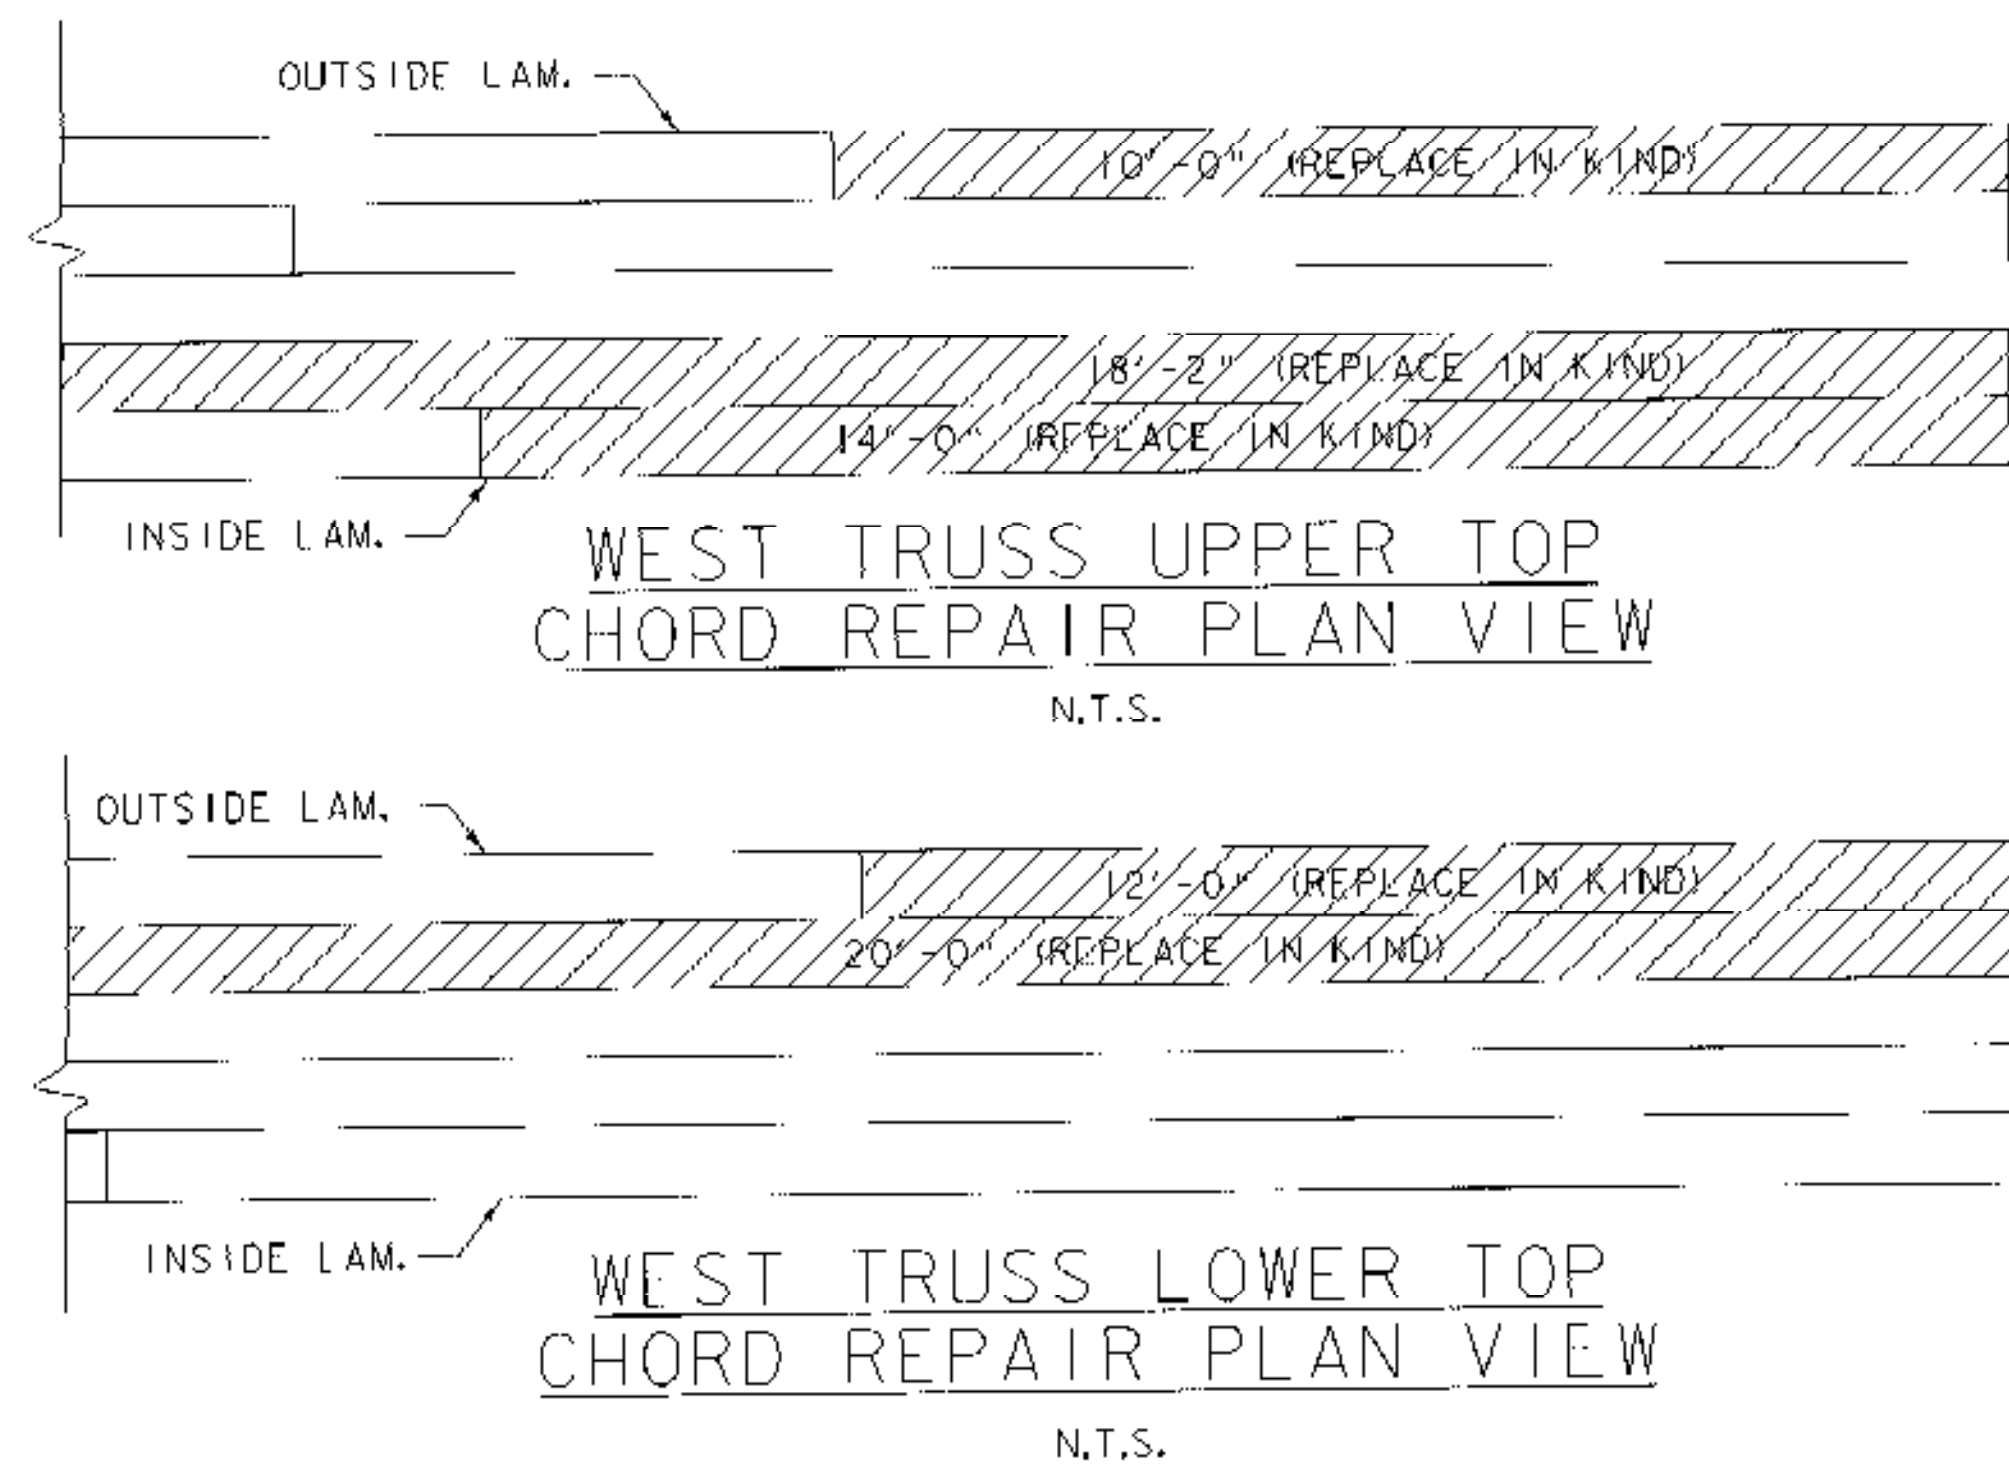 OUTSIDE LAM.
10'-0" (REPLACE IN KIND)
18'-2" (REPLACE IN KIND)
14'-0" (REPLACE IN KIND)
INSIDE LAM.
WEST TRUSS UPPER TOP
CHORD REPAIR PLAN VIEW
N.T.S.
OUTSIDE LAM.
12'-0" (REPLACE IN KIND)
20'-0" (REPLACE IN KIND)
INSIDE LAM.
WEST TRUSS LOWER TOP
CHORD REPAIR PLAN VIEW
N.T.S.